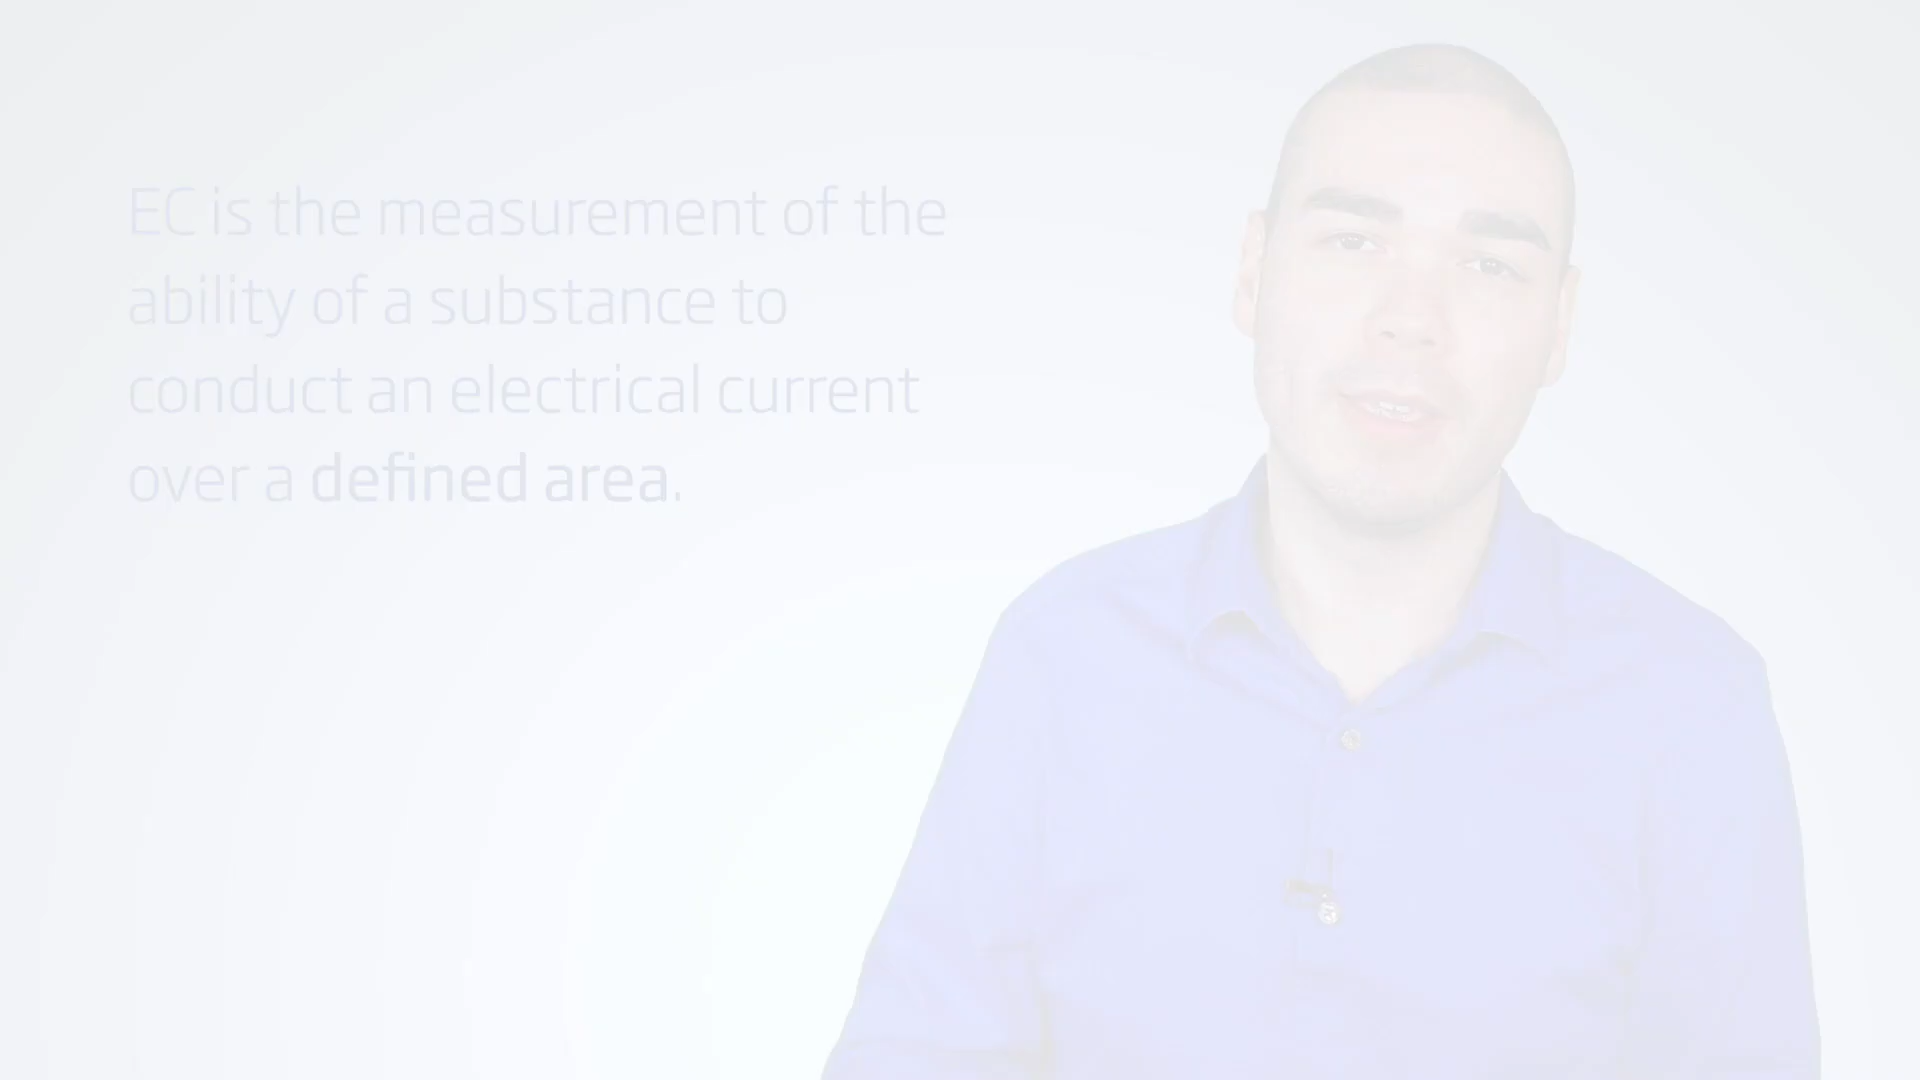 EC is the measurement of the
ability of a substance to
conduct an electrical current
over a defined area.